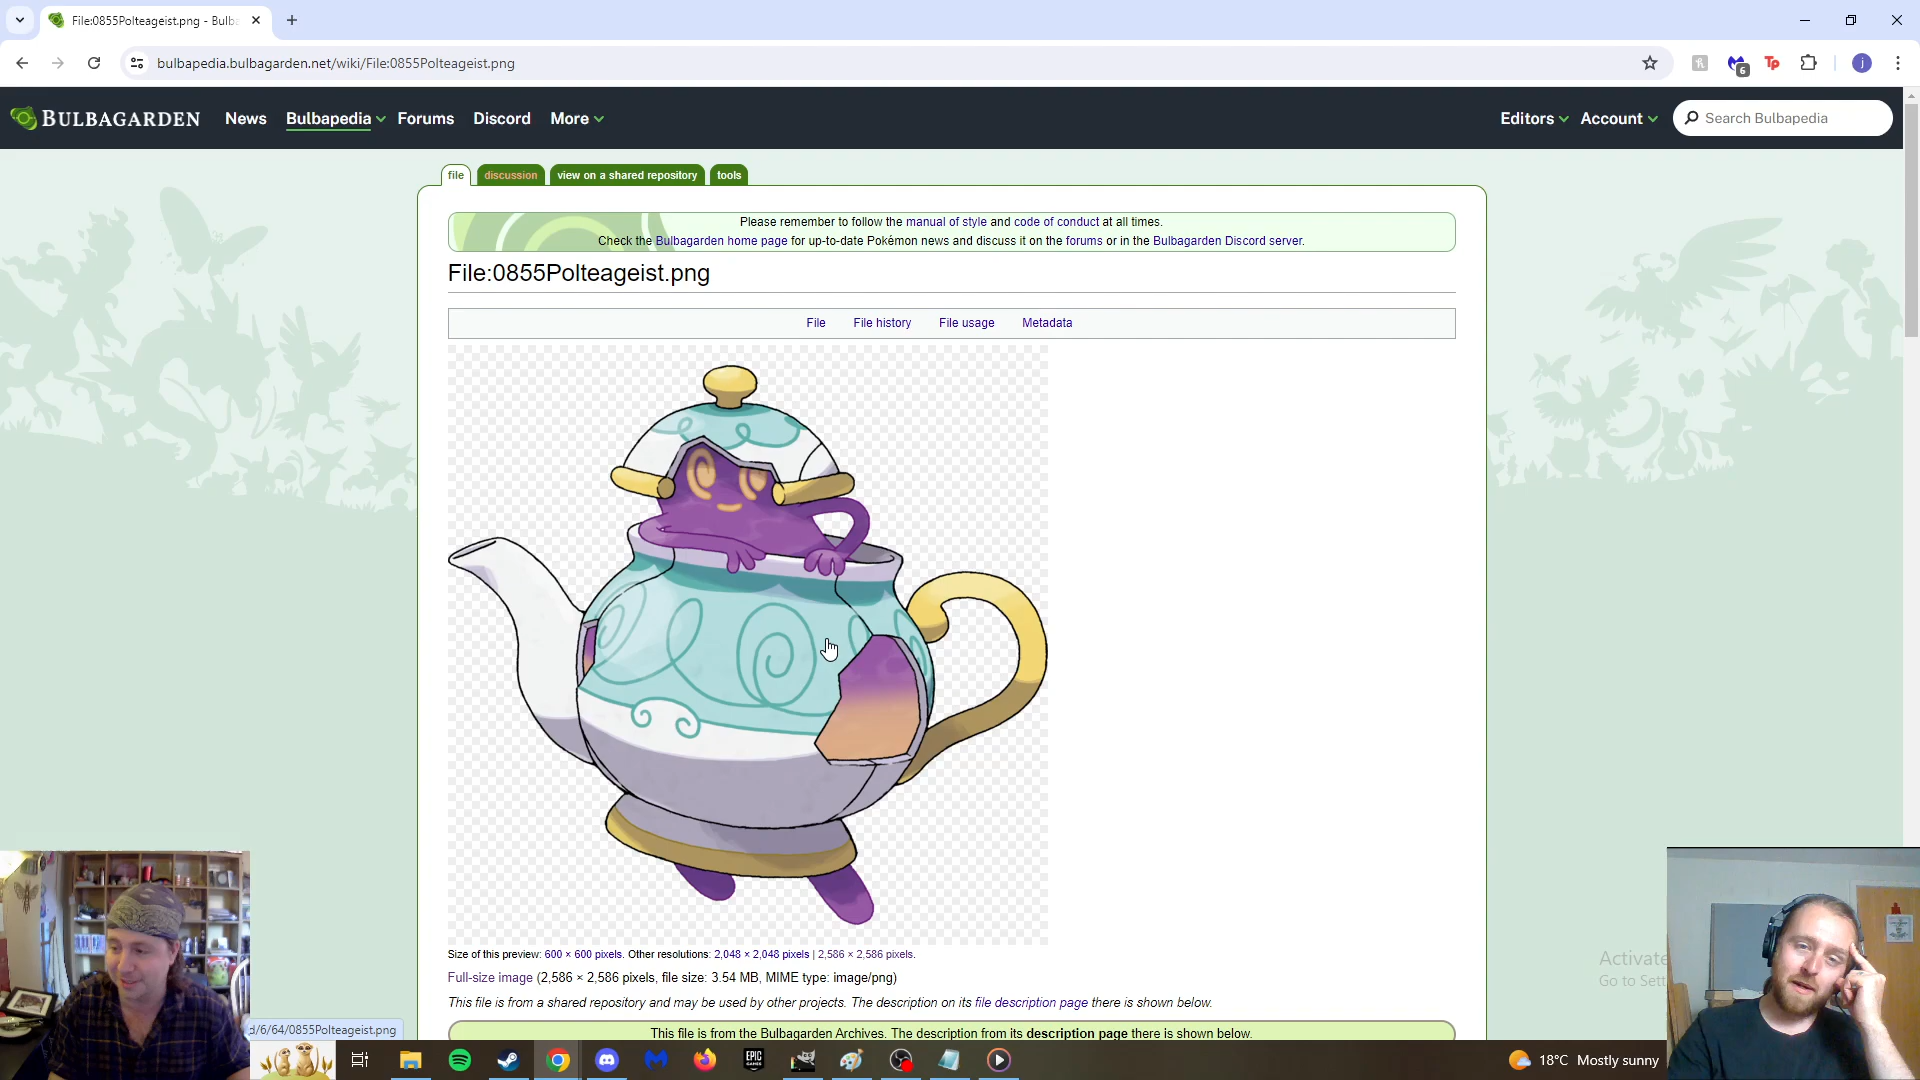 File:0855Polteageist.png - Bulb
bulbapedia.bulbagarden.net/wiki/File:0855Polteageist.png
6
Tp
j
BULBAGARDEN
News
Bulbapedia
Forums
Discord
More
Editors
Account
Search Bulbapedia
file
discussion
view on a shared repository
tools
Please remember to follow the manual of style and code of conduct at all times.
Check the Bulbagarden home page for up-to-date Pokémon news and discuss it on the forums or in the Bulbagarden Discord server.
File:0855Polteageist.png
File
File history
File usage
Metadata
Size of this preview: 600 × 600 pixels. Other resolutions: 2,048 × 2,048 pixels | 2,586 × 2,586 pixels.
Full-size image (2,586 × 2,586 pixels, file size: 3.54 MB, MIME type: image/png)
This file is from a shared repository and may be used by other projects. The description on its file description page there is shown below.
This file is from the Bulbagarden Archives. The description from its description page there is shown below.
Activate
Go to Sett
d/6/64/0855Polteageist.png
EPIC
GAMES
18°C Mostly sunny